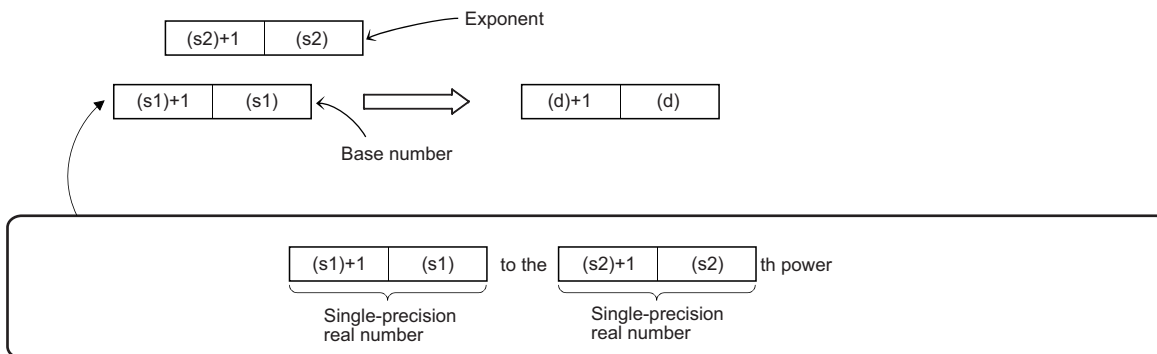 Exponent
(s2)+1 (s2)
(s1)+1 (s1) (d)+1 (d)
Base number
(s1)+1 (s1) to the (s2)+1 (s2) th power
Single-precision Single-precision
real number real number